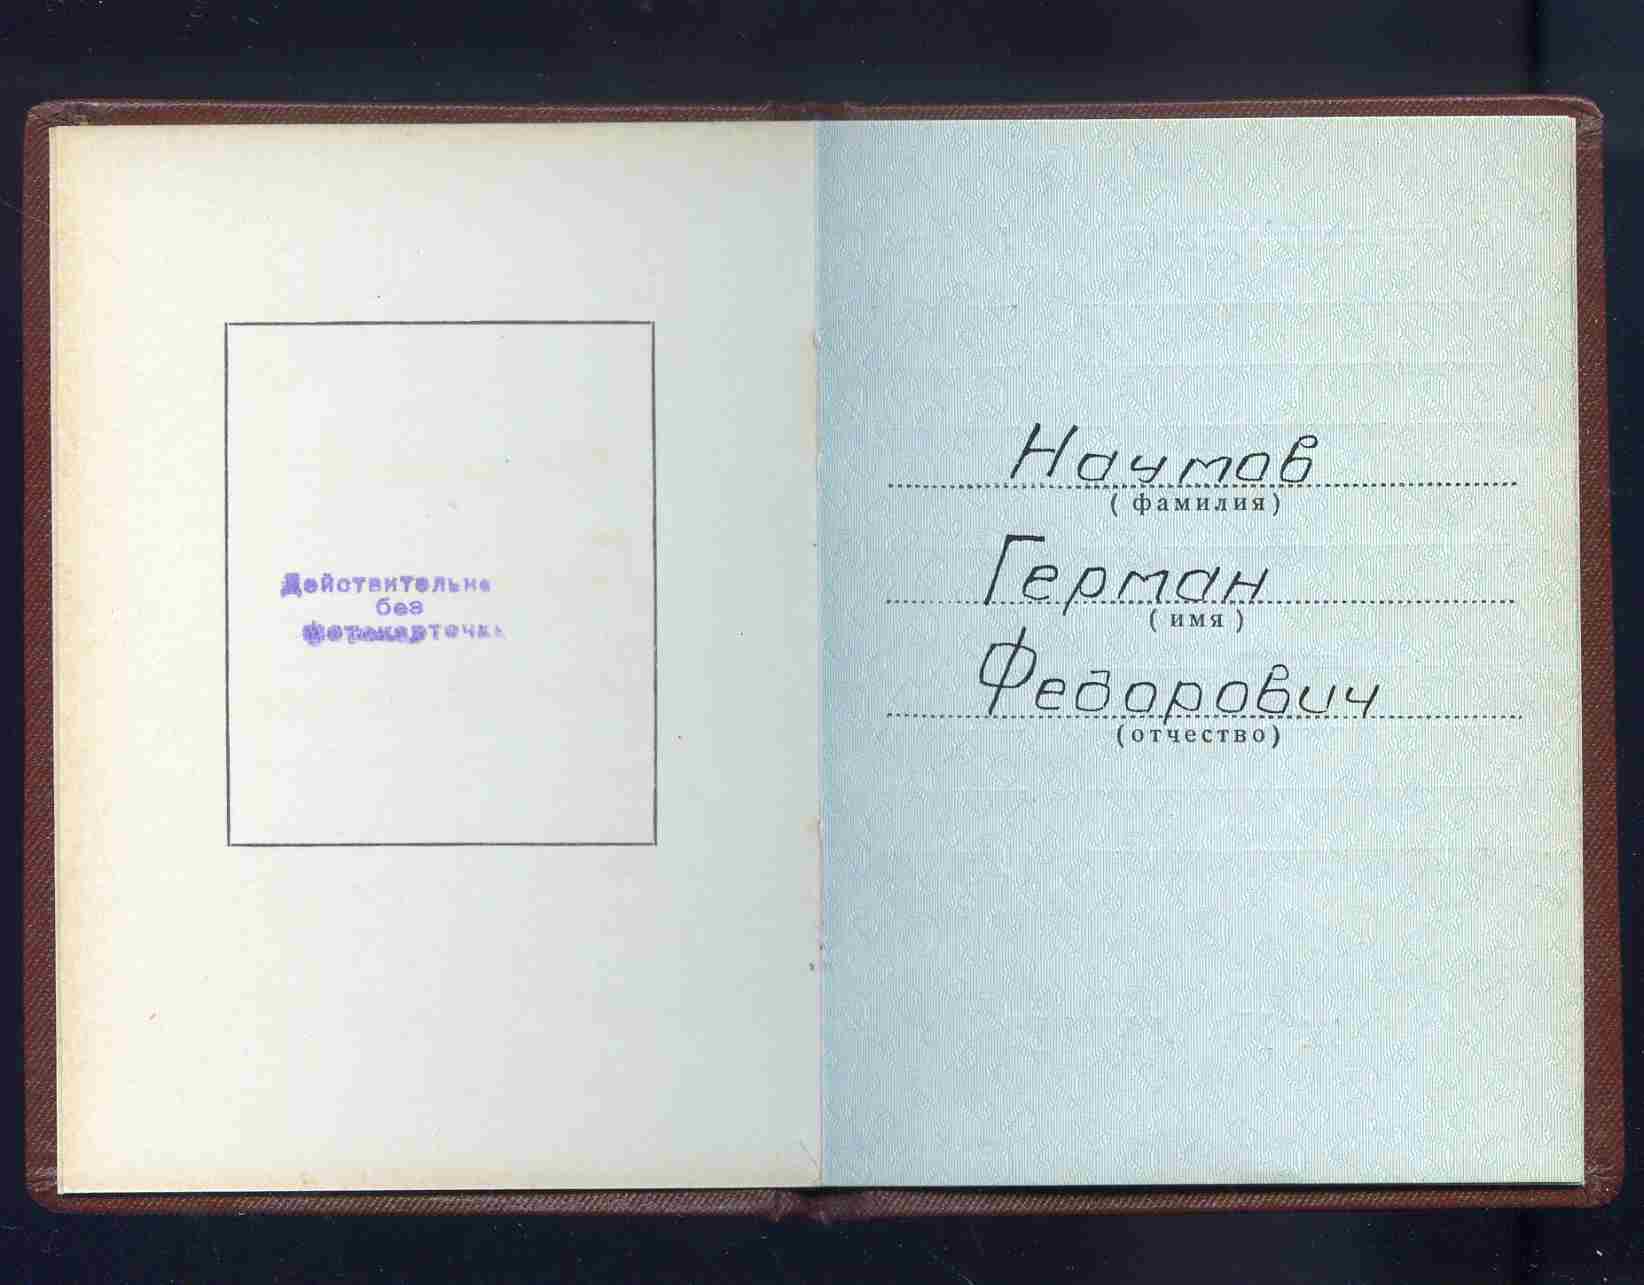 Действительно
без
фотокарточки
Наумов
( фамилия )
Герман
( имя )
Федорович
(отчество)